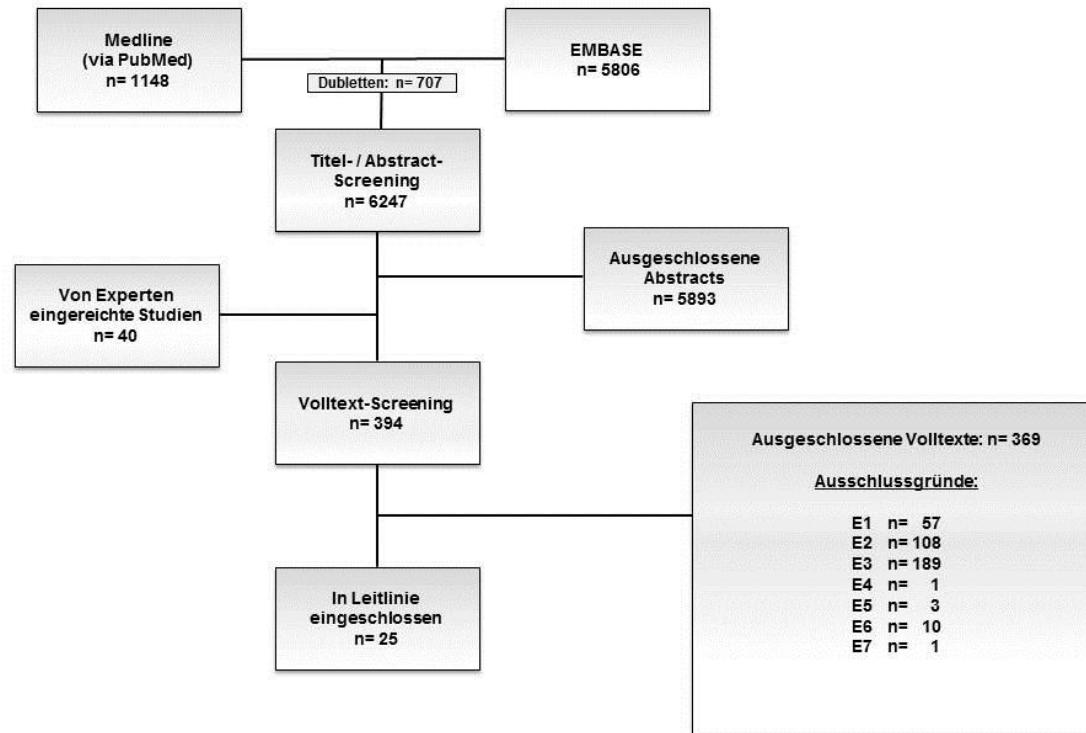 Medline
(via PubMed)
n= 1148
EMBASE
n= 5806
Dubletten: n= 707
Titel- / Abstract-
Screening
n= 6247
Ausgeschlossene
Abstracts
n= 5893
Von Experten
eingereichte Studien
n= 40
Volltext-Screening
n= 394
Ausgeschlossene Volltexte: n= 369
Ausschlussgründe:
E1 n= 57
E2 n= 108
E3 n= 189
E4 n= 1
E5 n= 3
E6 n= 10
E7 n= 1
In Leitlinie
eingeschlossen
n= 25